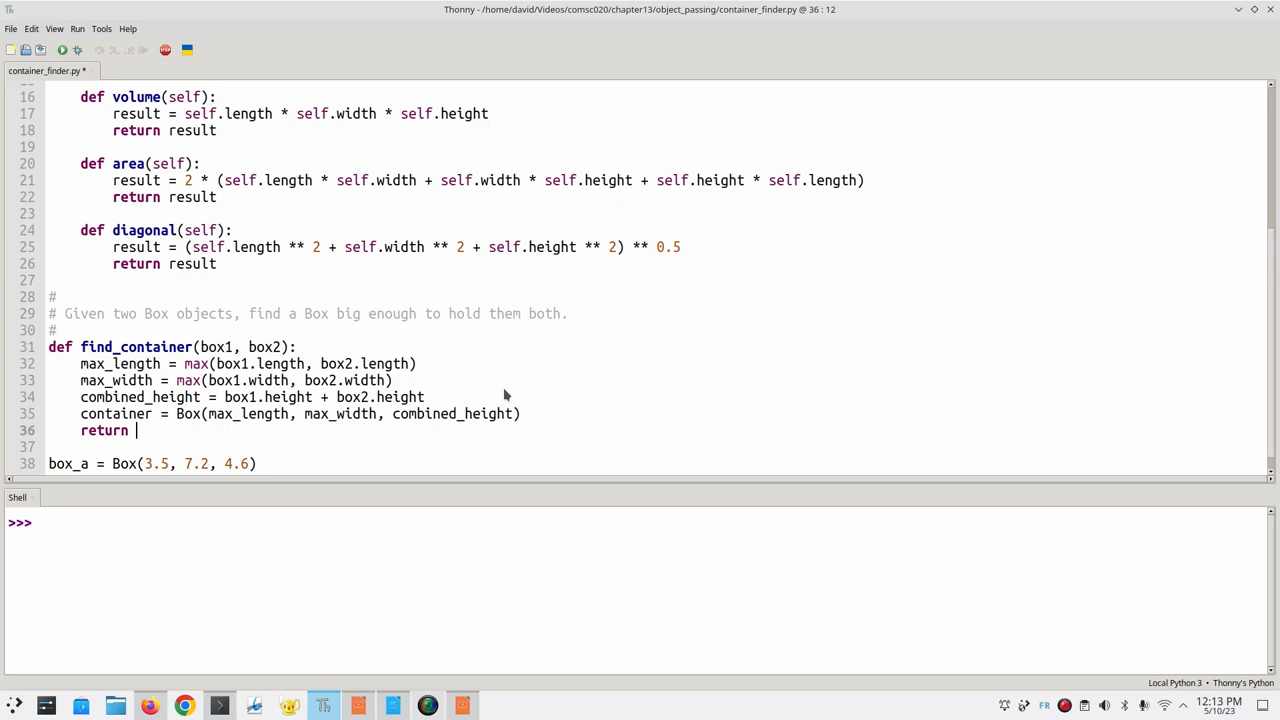 Thonny - /home/david/Videos/comsc020/chapter13/object_passing/container_finder.py @ 36 : 12
File Edit View Run Tools Help
container_finder.py *
16 def volume(self):
17 result = self.length * self.width * self.height
18 return result
19
20 def area(self):
21 result = 2 * (self.length * self.width + self.width * self.height + self.height * self.length)
22 return result
23
24 def diagonal(self):
25 result = (self.length ** 2 + self.width ** 2 + self.height ** 2) ** 0.5
26 return result
27
28 #
29 # Given two Box objects, find a Box big enough to hold them both.
30 #
31 def find_container(box1, box2):
32 max_length = max(box1.length, box2.length)
33 max_width = max(box1.width, box2.width)
34 combined_height = box1.height + box2.height
35 container = Box(max_length, max_width, combined_height)
36 return
37
38 box_a = Box(3.5, 7.2, 4.6)
Shell
>>>
Local Python 3 • Thonny's Python
Th
FR
12:13 PM
5/10/23